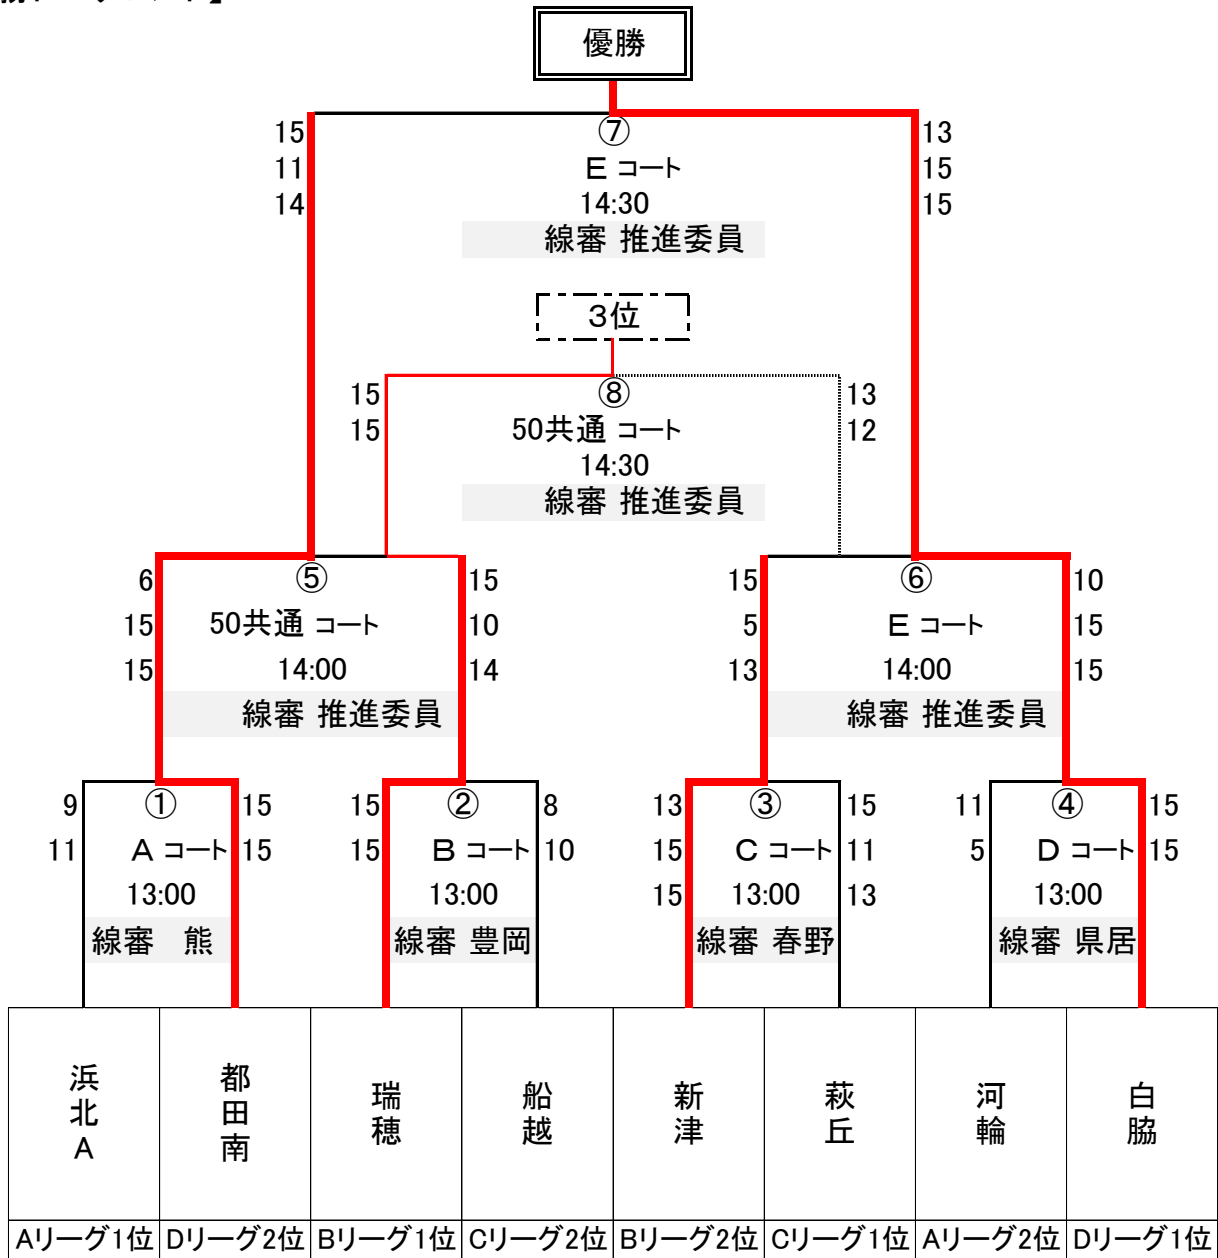 優勝
15 ⑦ 13
11 E コート 15
14 14:30 15
線審 推進委員
3位
15 ⑧ 13
15 50共通 コート 12
14:30
線審 推進委員
6 ⑤ 15 15 ⑥ 10
15 50共通 コート 10 5 E コート 15
15 14:00 14 13 14:00 15
線審 推進委員 線審 推進委員
9 ① 15 15 ② 8 13 ③ 15 11 ④ 15
11 A コート 15 15 B コート 10 15 C コート 11 5 D コート 15
13:00 13:00 15 13:00 13 13:00
線審 熊 線審 豊岡 線審 春野 線審 県居
浜北A 都田南 瑞穂 船越 新津 萩丘 河輪 白脇
Aリーグ1位 Dリーグ2位 Bリーグ1位 Cリーグ2位 Bリーグ2位 Cリーグ1位 Aリーグ2位 Dリーグ1位